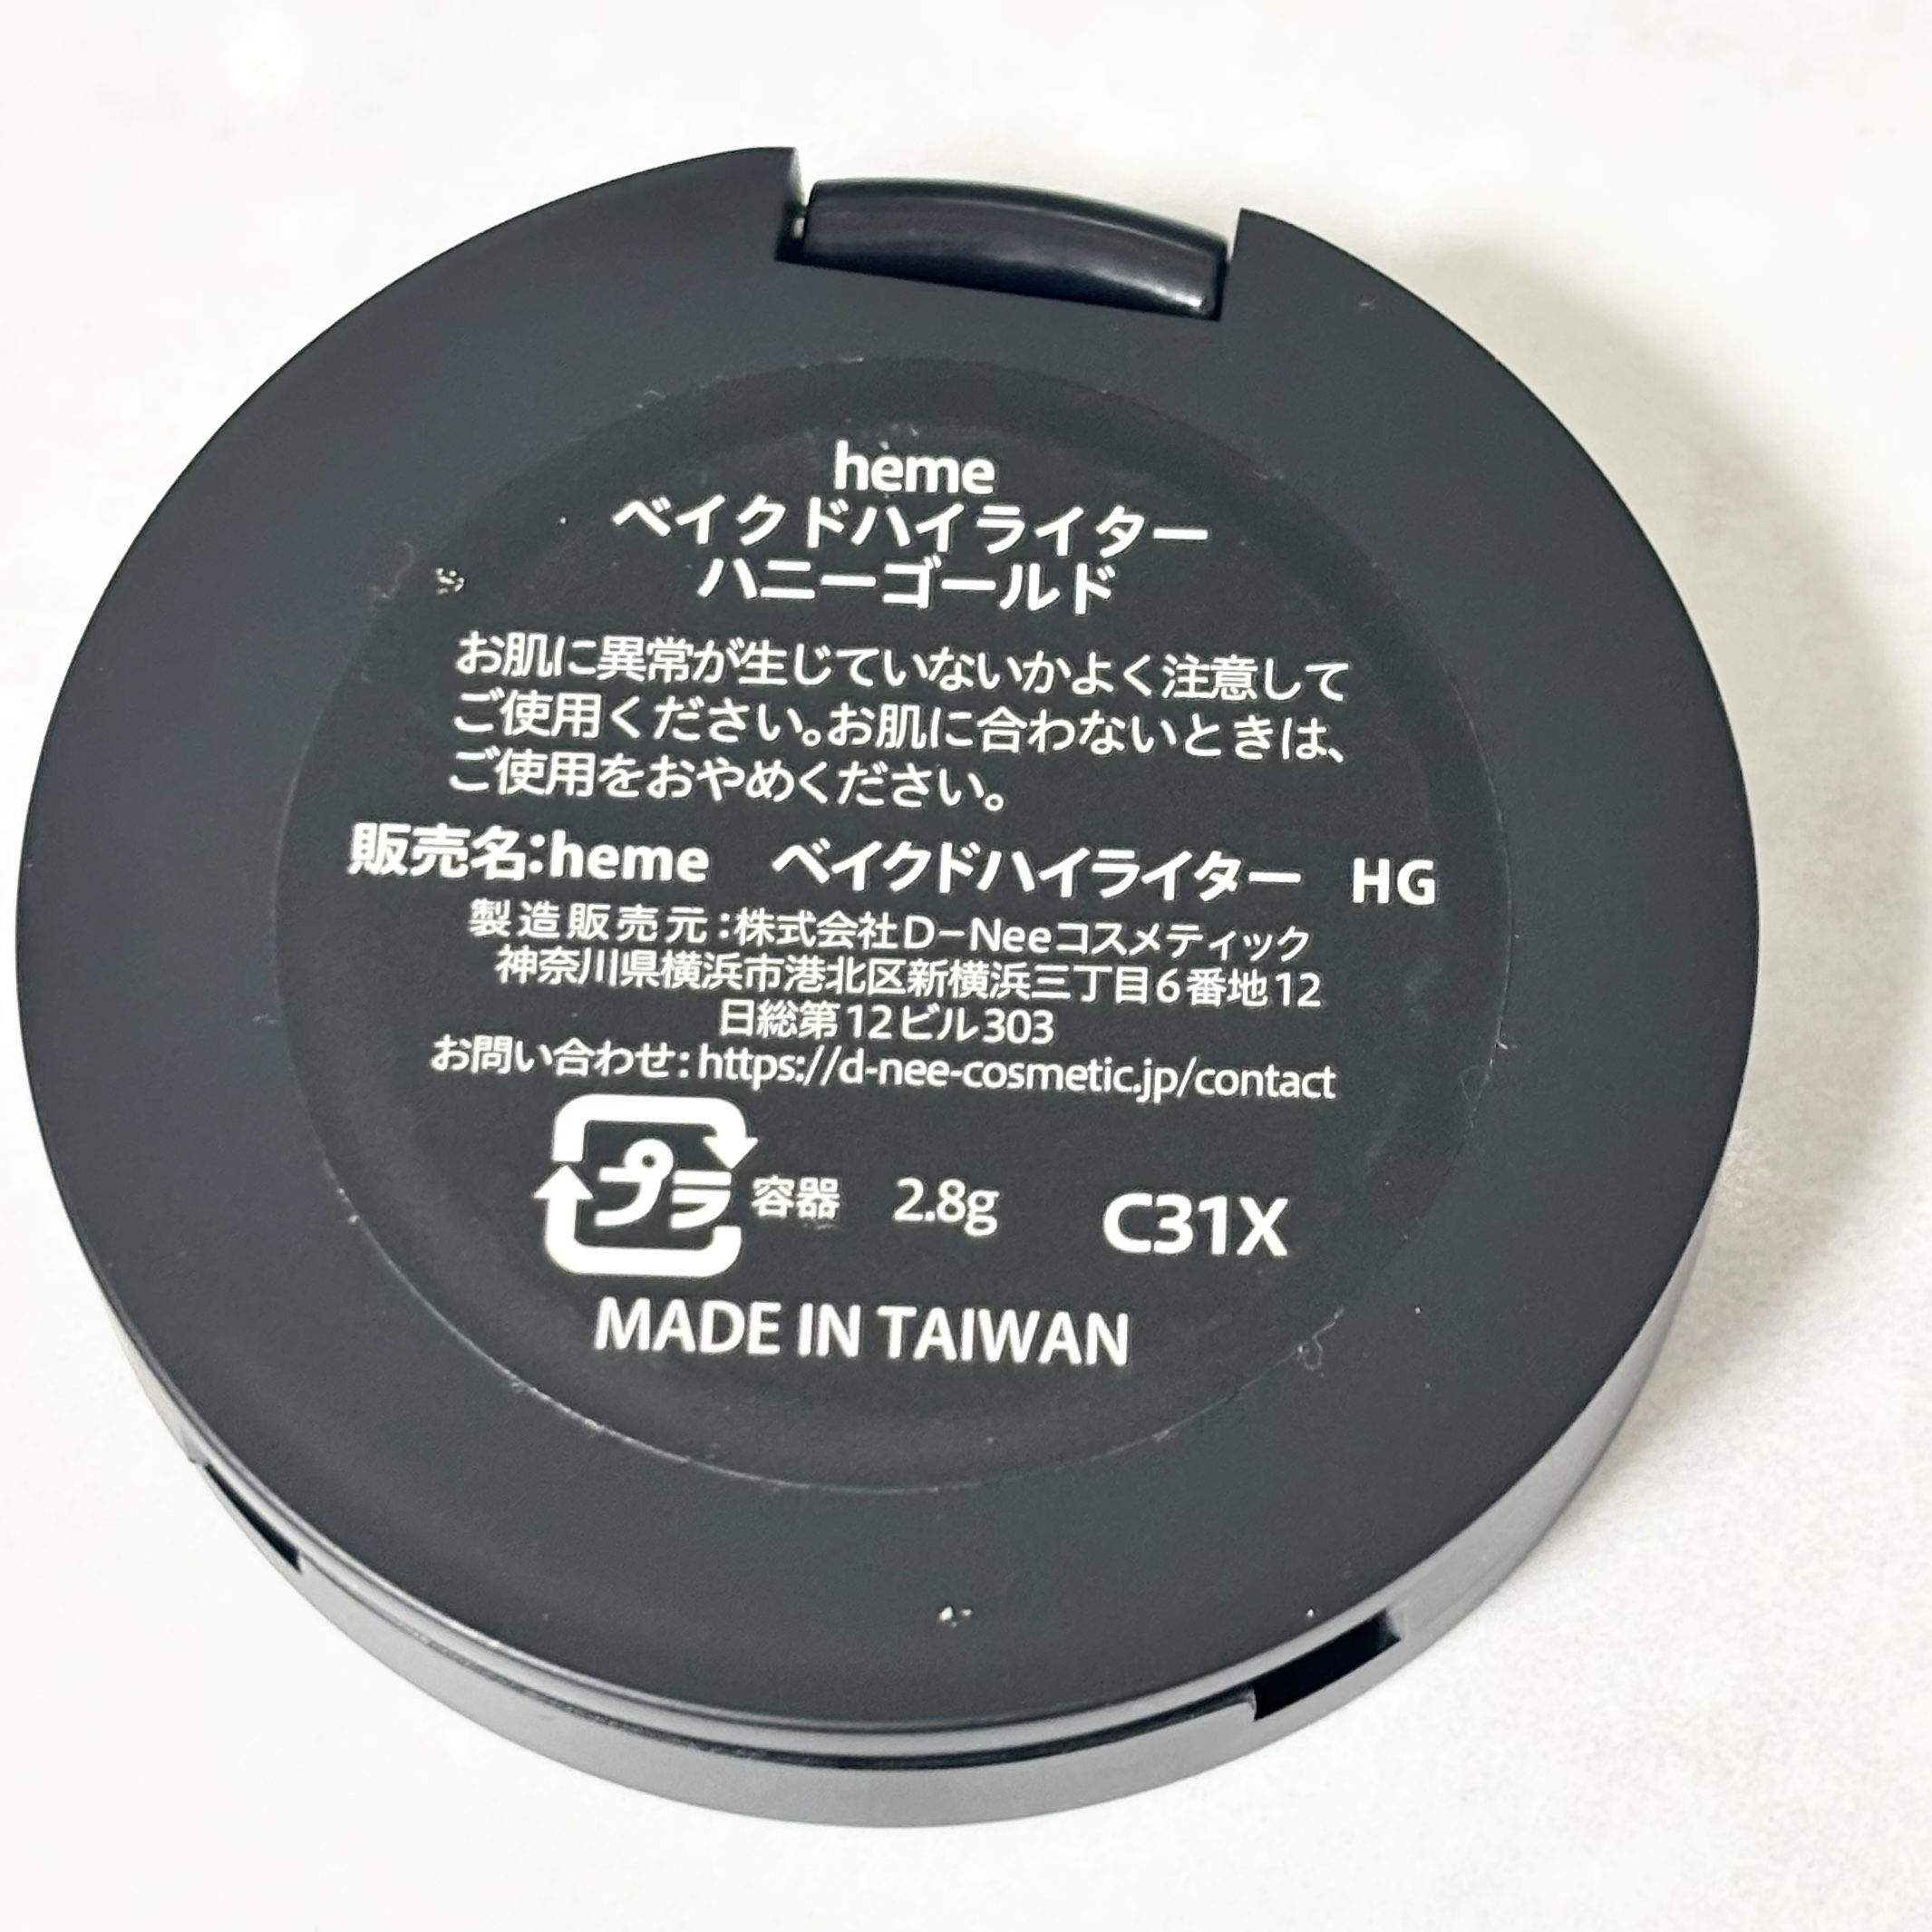 heme
ベイクドハイライター
ハニーゴールド
お肌に異常が生じていないかよく注意して
ご使用ください。お肌に合わないときは、
ご使用をおやめください。
販売名:heme　ベイクドハイライター　HG
製造販売元:株式会社D−Neeコスメティック
神奈川県横浜市港北区新横浜三丁目6番地12
日総第12ビル303
お問い合わせ:https://d-nee-cosmetic.jp/contact
プラ 容器　2.8g　C31X
MADE IN TAIWAN